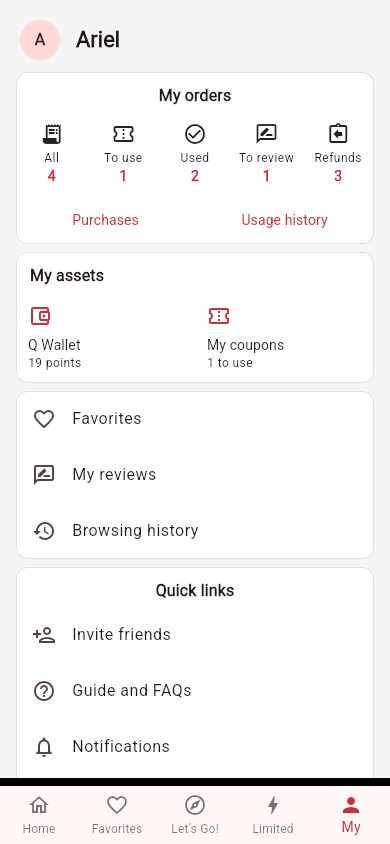 A
Ariel
My orders
All
To use
Used
To review
Refunds
4
1
2
1
3
Purchases
Usage history
My assets
Q Wallet
My coupons
19 points
1 to use
Favorites
My reviews
Browsing history
Quick links
Invite friends
Guide and FAQs
Notifications
Home
Favorites
Let's Go!
Limited
My